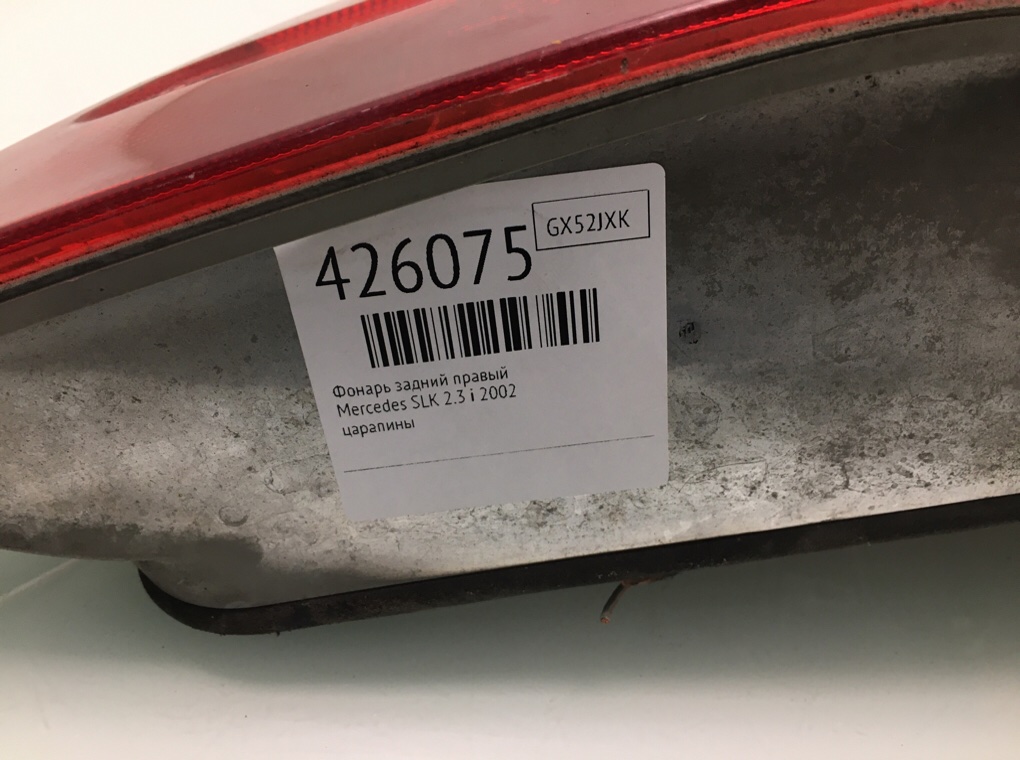 426075
GX52JXK
Фонарь задний правый
Mercedes SLK 2.3 i 2002
царапины